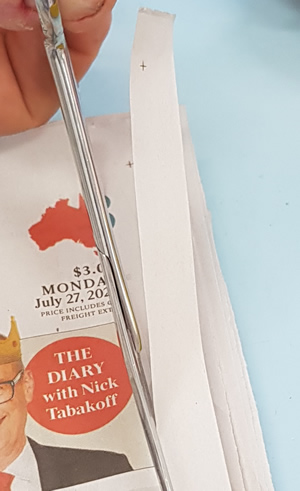 $3.0
MONDA
July 27, 202
PRICE INCLUDES
FREIGHT EXT
THE
DIARY
with Nick
Tabakoff